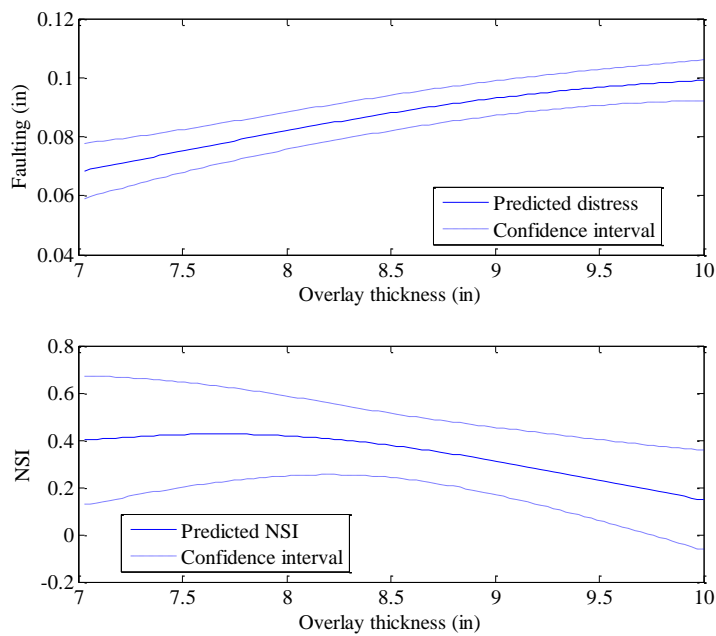 0.12
0.1
0.08
0.06
0.04
Faulting (in)
Predicted distress
Confidence interval
7 7.5 8 8.5 9 9.5 10
Overlay thickness (in)
0.8
0.6
0.4
0.2
0
-0.2
NSI
Predicted NSI
Confidence interval
7 7.5 8 8.5 9 9.5 10
Overlay thickness (in)